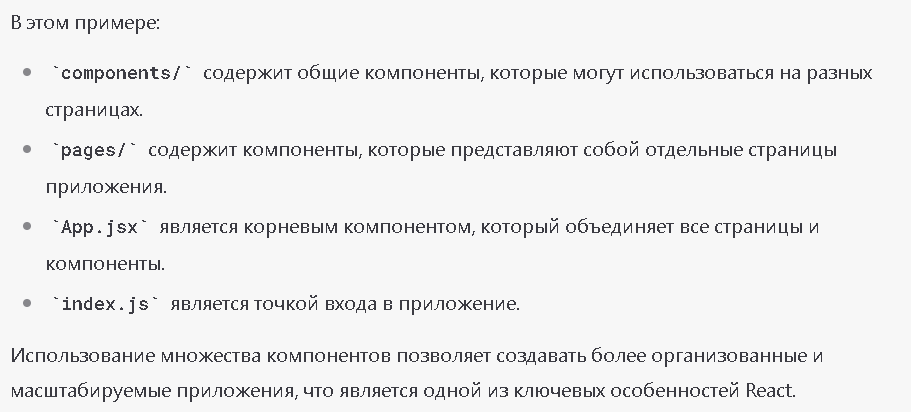 В этом примере:
• `components/` содержит общие компоненты, которые могут использоваться на разных
страницах.
• `pages/` содержит компоненты, которые представляют собой отдельные страницы
приложения.
• `App.jsx` является корневым компонентом, который объединяет все страницы и
компоненты.
• `index.js` является точкой входа в приложение.
Использование множества компонентов позволяет создавать более организованные и
масштабируемые приложения, что является одной из ключевых особенностей React.